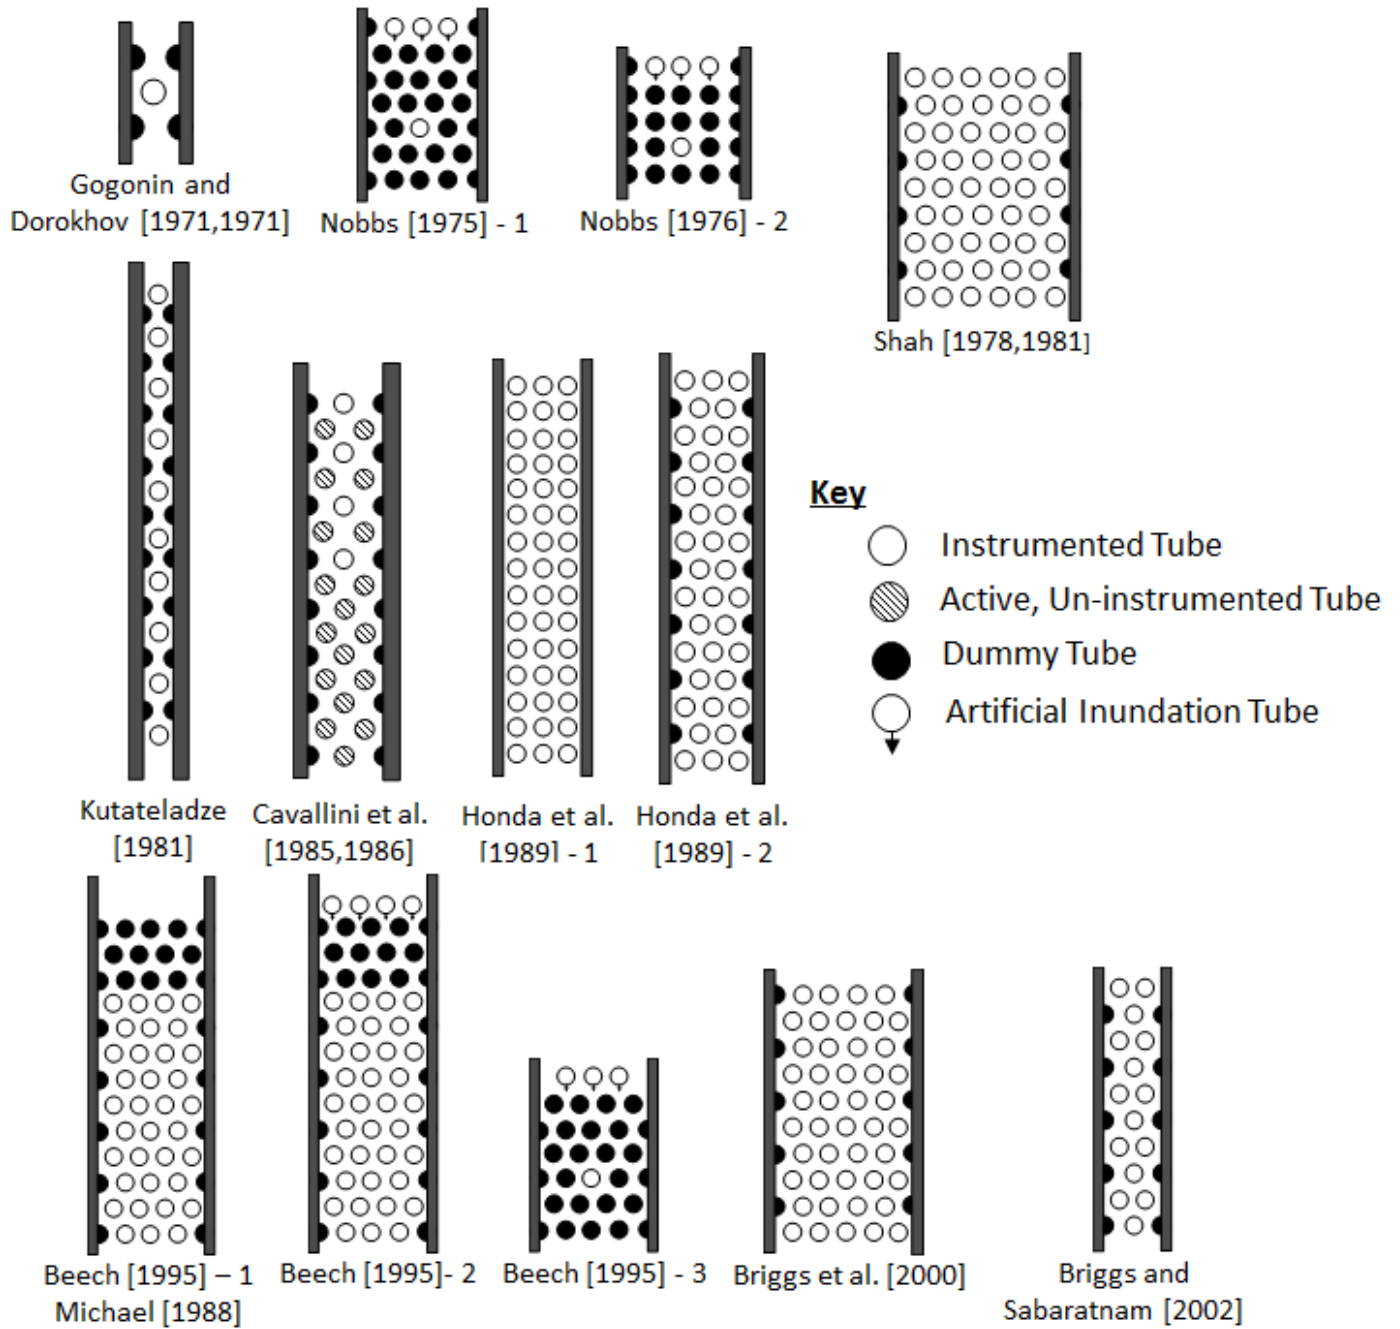 Gogonin and
Dorokhov [1971,1971]
Nobbs [1975] - 1
Nobbs [1976] - 2
Shah [1978,1981]
Key
Instrumented Tube
Active, Un-instrumented Tube
Dummy Tube
Artificial Inundation Tube
Kutateladze
[1981]
Cavallini et al.
[1985,1986]
Honda et al.
[1989] - 1
Honda et al.
[1989] - 2
Beech [1995] – 1
Michael [1988]
Beech [1995]- 2
Beech [1995] - 3
Briggs et al. [2000]
Briggs and
Sabaratnam [2002]